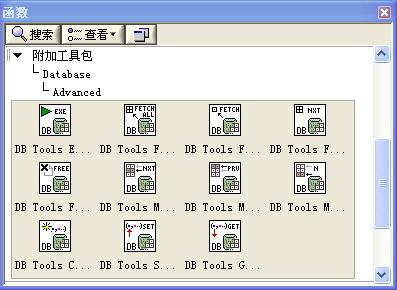 函数
搜索 查看
附加工具包
Database
Advanced
EXE FETCH ALL FETCH NXT
DB DB DB DB
DB Tools E... DB Tools F... DB Tools F... DB Tools F...
FREE NXT PRV N
DB DB DB DB
DB Tools F... DB Tools M... DB Tools M... DB Tools M...
SET GET
DB DB DB
DB Tools C... DB Tools S... DB Tools G...